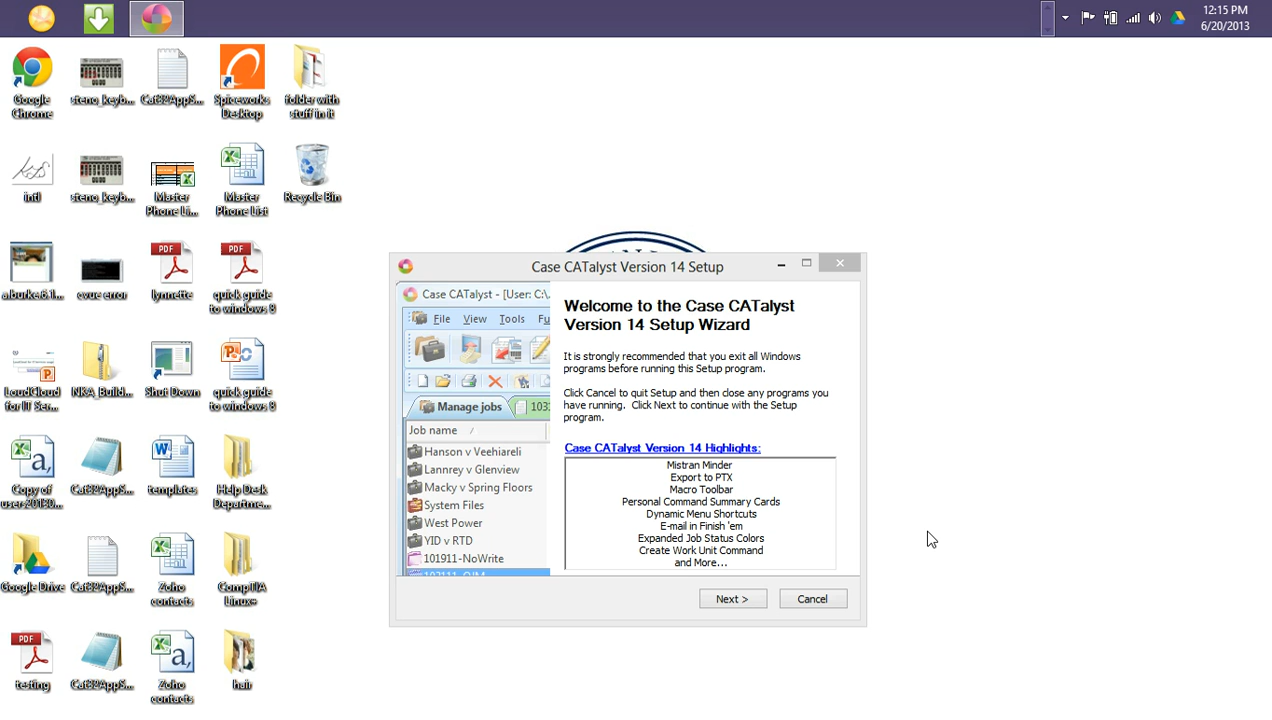 12:15 PM
6/20/2013
Google
Chrome
steno_keyb...
Cat32AppS...
Spiceworks
Desktop
folder with
stuff in it
intl
steno_keyb...
Master
Phone Li...
Master
Phone List
Recycle Bin
a.burke.6.1...
evue error
lynnette
quick guide
to windows 8
LoudCloud
for IT Ser...
NKA_Build...
Shut Down
quick guide
to windows 8
Copy of
Cat32AppS...
templates
Help Desk
Departme...
Google Drive
Cat32AppS...
Zoho
contacts
CompTIA
Linux+
testing
Cat32AppS...
Zoho
contacts
hair
Case CATalyst Version 14 Setup
Case CATalyst - [User: C:\
File View Tools Fu
Manage jobs
Job name
Hanson v Veehiareli
Lannrey v Glenview
Macky v Spring Floors
System Files
West Power
YID v RTD
101911-NoWrite
Welcome to the Case CATalyst
Version 14 Setup Wizard
It is strongly recommended that you exit all Windows
programs before running this Setup program.
Click Cancel to quit Setup and then close any programs you
have running. Click Next to continue with the Setup
program.
Case CATalyst Version 14 Highlights:
Mistran Minder
Export to PTX
Macro Toolbar
Personal Command Summary Cards
Dynamic Menu Shortcuts
E-mail in Finish 'em
Expanded Job Status Colors
Create Work Unit Command
and More...
Next >
Cancel